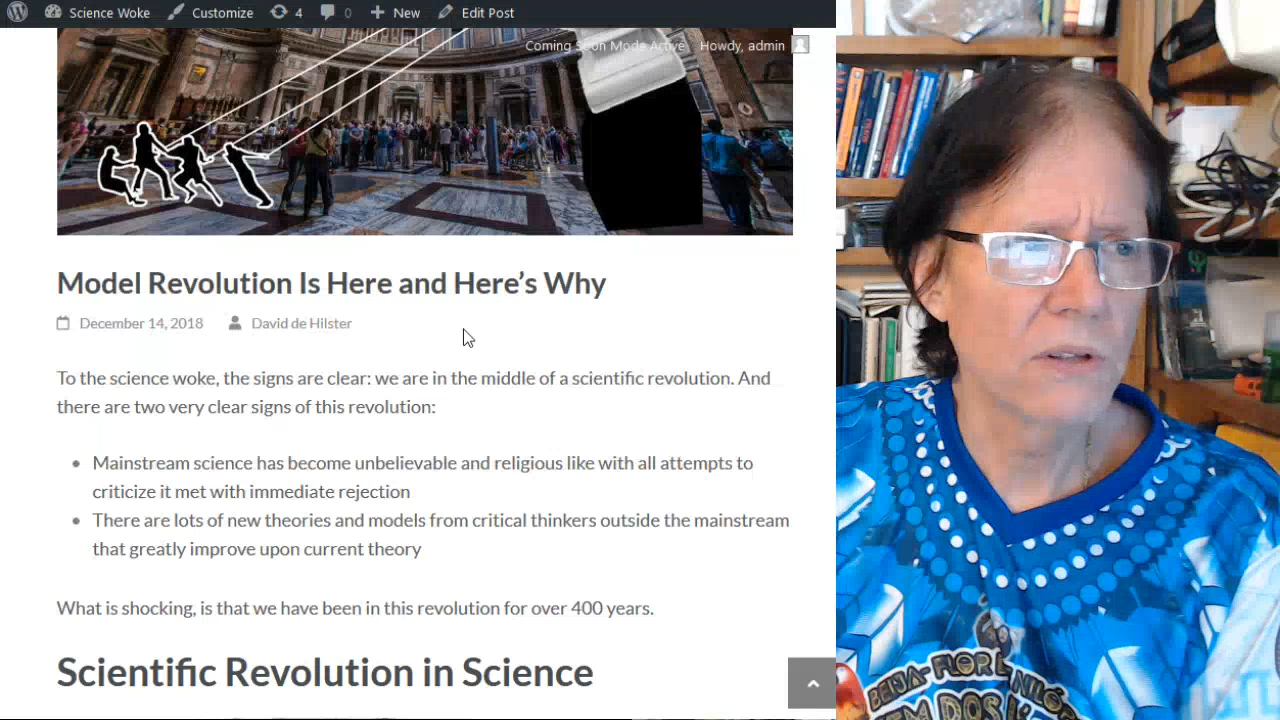 Science Woke Customize 4 0 New Edit Post
Coming Soon Mode Active Howdy, admin
Model Revolution Is Here and Here’s Why
December 14, 2018 David de Hilster
To the science woke, the signs are clear: we are in the middle of a scientific revolution. And
there are two very clear signs of this revolution:
Mainstream science has become unbelievable and religious like with all attempts to
criticize it met with immediate rejection
There are lots of new theories and models from critical thinkers outside the mainstream
that greatly improve upon current theory
What is shocking, is that we have been in this revolution for over 400 years.
Scientific Revolution in Science
BEIJA-FLOR